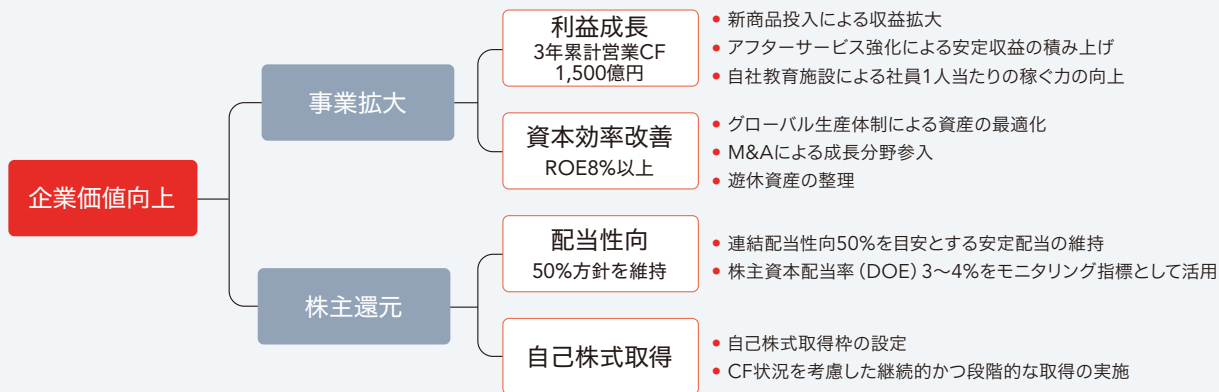 企業価値向上
事業拡大
利益成長
3年累計営業CF
1,500億円
• 新商品投入による収益拡大
• アフターサービス強化による安定収益の積み上げ
• 自社教育施設による社員1人当たりの稼ぐ力の向上
資本効率改善
ROE8%以上
• グローバル生産体制による資産の最適化
• M&Aによる成長分野参入
• 遊休資産の整理
株主還元
配当性向
50%方針を維持
• 連結配当性向50%を目安とする安定配当の維持
• 株主資本配当率（DOE）3〜4%をモニタリング指標として活用
自己株式取得
• 自己株式取得枠の設定
• CF状況を考慮した継続的かつ段階的な取得の実施